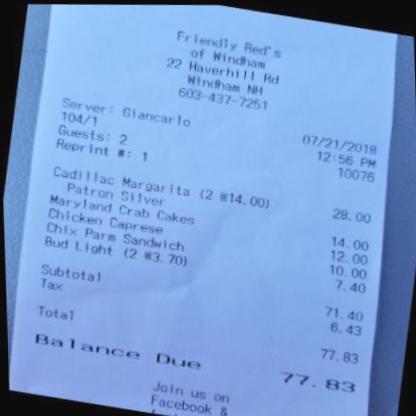 Friendly Red's
of Windham
22 Haverhill Rd
Windham NH
603-437-7251
Server: Giancarlo 07/21/2018
104/1 12:56 PM
Guests: 2 10076
Reprint #: 1
Cadillac Margarita (2 @14.00) 28.00
Patron Silver
Maryland Crab Cakes 14.00
Chicken Caprese 12.00
Chix Parm Sandwich 10.00
Bud Light (2 @3.70) 7.40
Subtotal 71.40
Tax 6.43
Total 77.83
Balance Due 77.83
Join us on
Facebook &